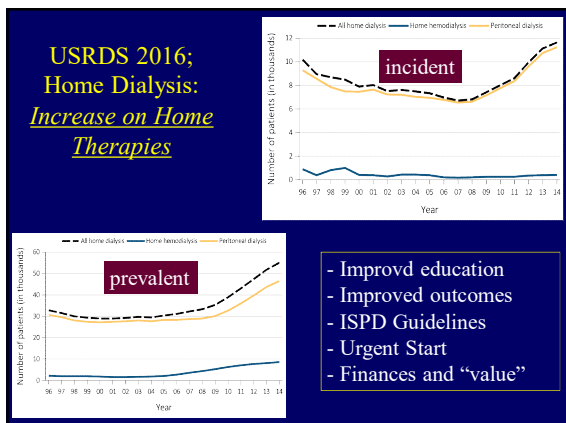 USRDS 2016;
Home Dialysis:
Increase on Home
Therapies
All home dialysis Home hemodialysis Peritoneal dialysis
Number of patients (in thousands)
12
10
8
6
4
2
0
incident
96 97 98 99 00 01 02 03 04 05 06 07 08 09 10 11 12 13 14
Year
All home dialysis Home hemodialysis Peritoneal dialysis
Number of patients (in thousands)
60
50
40
30
20
10
0
prevalent
96 97 98 99 00 01 02 03 04 05 06 07 08 09 10 11 12 13 14
Year
- Improvd education
- Improved outcomes
- ISPD Guidelines
- Urgent Start
- Finances and “value”